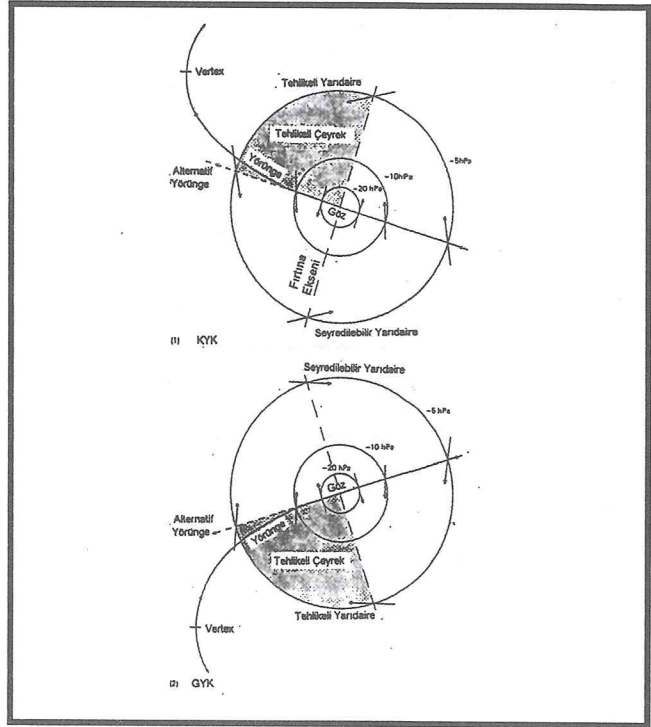 Vertex
Tehlikeli Yarıdaire
Tehlikeli Çeyrek
-5hPa
Yörünge
-10hPa
Alternatif
Yörünge
-20 hPa
Göz
Fırtına
Ekseni
Seyredilebilir Yarıdaire
(1) KYK
Seyredilebilir Yarıdaire
-5 hPa
-10 hPa
-20 hPa
Göz
Alternatif
Yörünge
Yörünge
Tehlikeli Çeyrek
Tehlikeli Yarıdaire
Vertex
(2) GYK